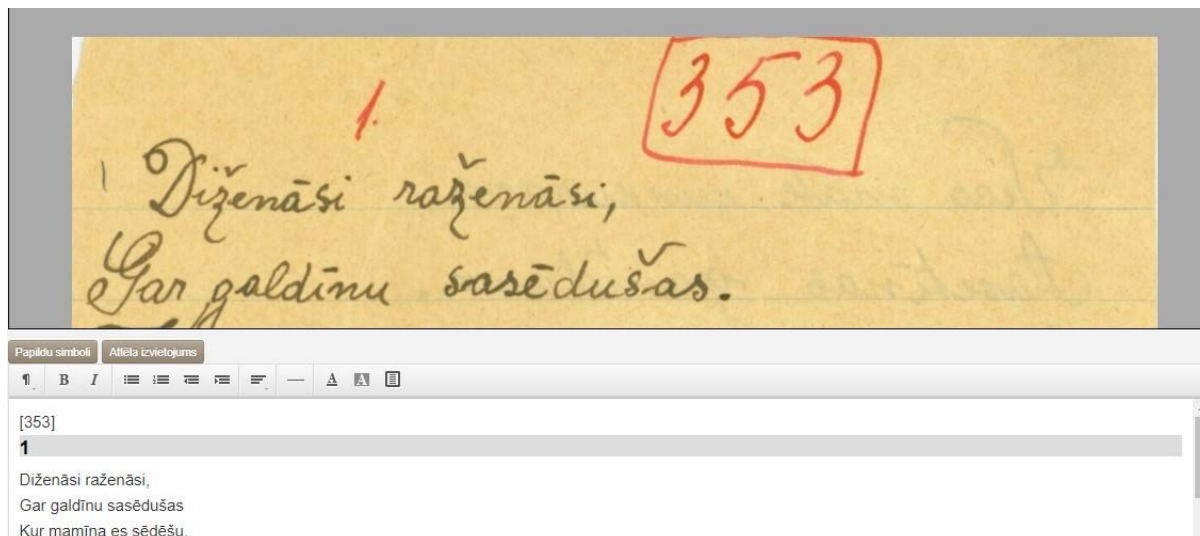 1.
353
Diženāsi raženāsi,
Gar galdīnu sasēdušas.
Papildu simboli Attēla izvietojums
[353]
1
Diženāsi raženāsi,
Gar galdīnu sasēdušas
Kur mamīna es sēdēšu,